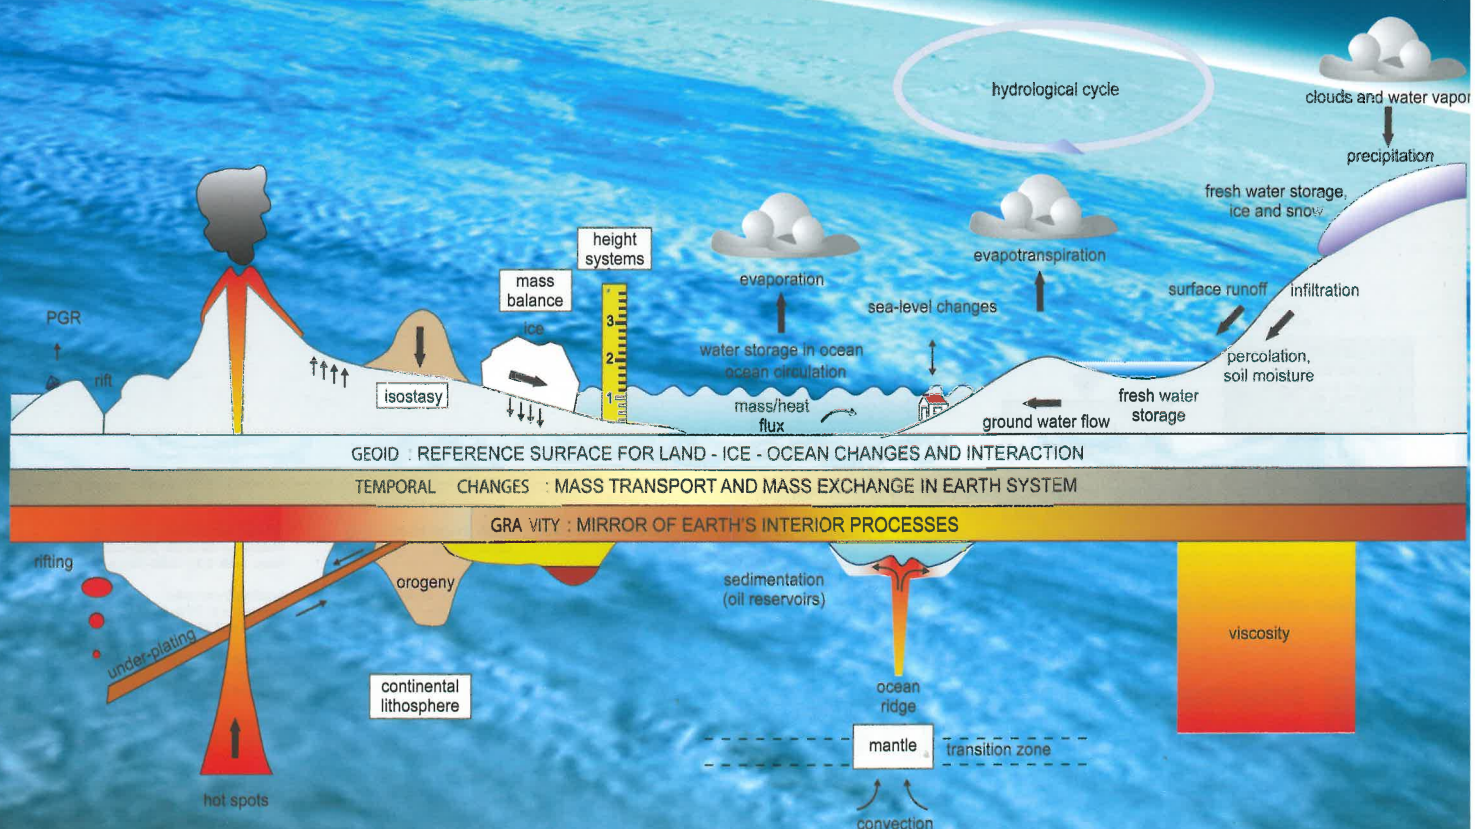 hydrological cycle
clouds and water vapor
precipitation
fresh water storage,
ice and snow
height
systems
evapotranspiration
evaporation
mass
balance
ice
surface runoff
infiltration
sea-level changes
PGR
3
2
1
water storage in ocean
ocean circulation
percolation,
soil moisture
rift
isostasy
fresh water
storage
mass/heat
flux
ground water flow
GEOID : REFERENCE SURFACE FOR LAND - ICE - OCEAN CHANGES AND INTERACTION
TEMPORAL CHANGES : MASS TRANSPORT AND MASS EXCHANGE IN EARTH SYSTEM
GRA VITY : MIRROR OF EARTH'S INTERIOR PROCESSES
rifting
orogeny
sedimentation
(oil reservoirs)
viscosity
under-plating
continental
lithosphere
ocean
ridge
mantle
transition zone
hot spots
convection